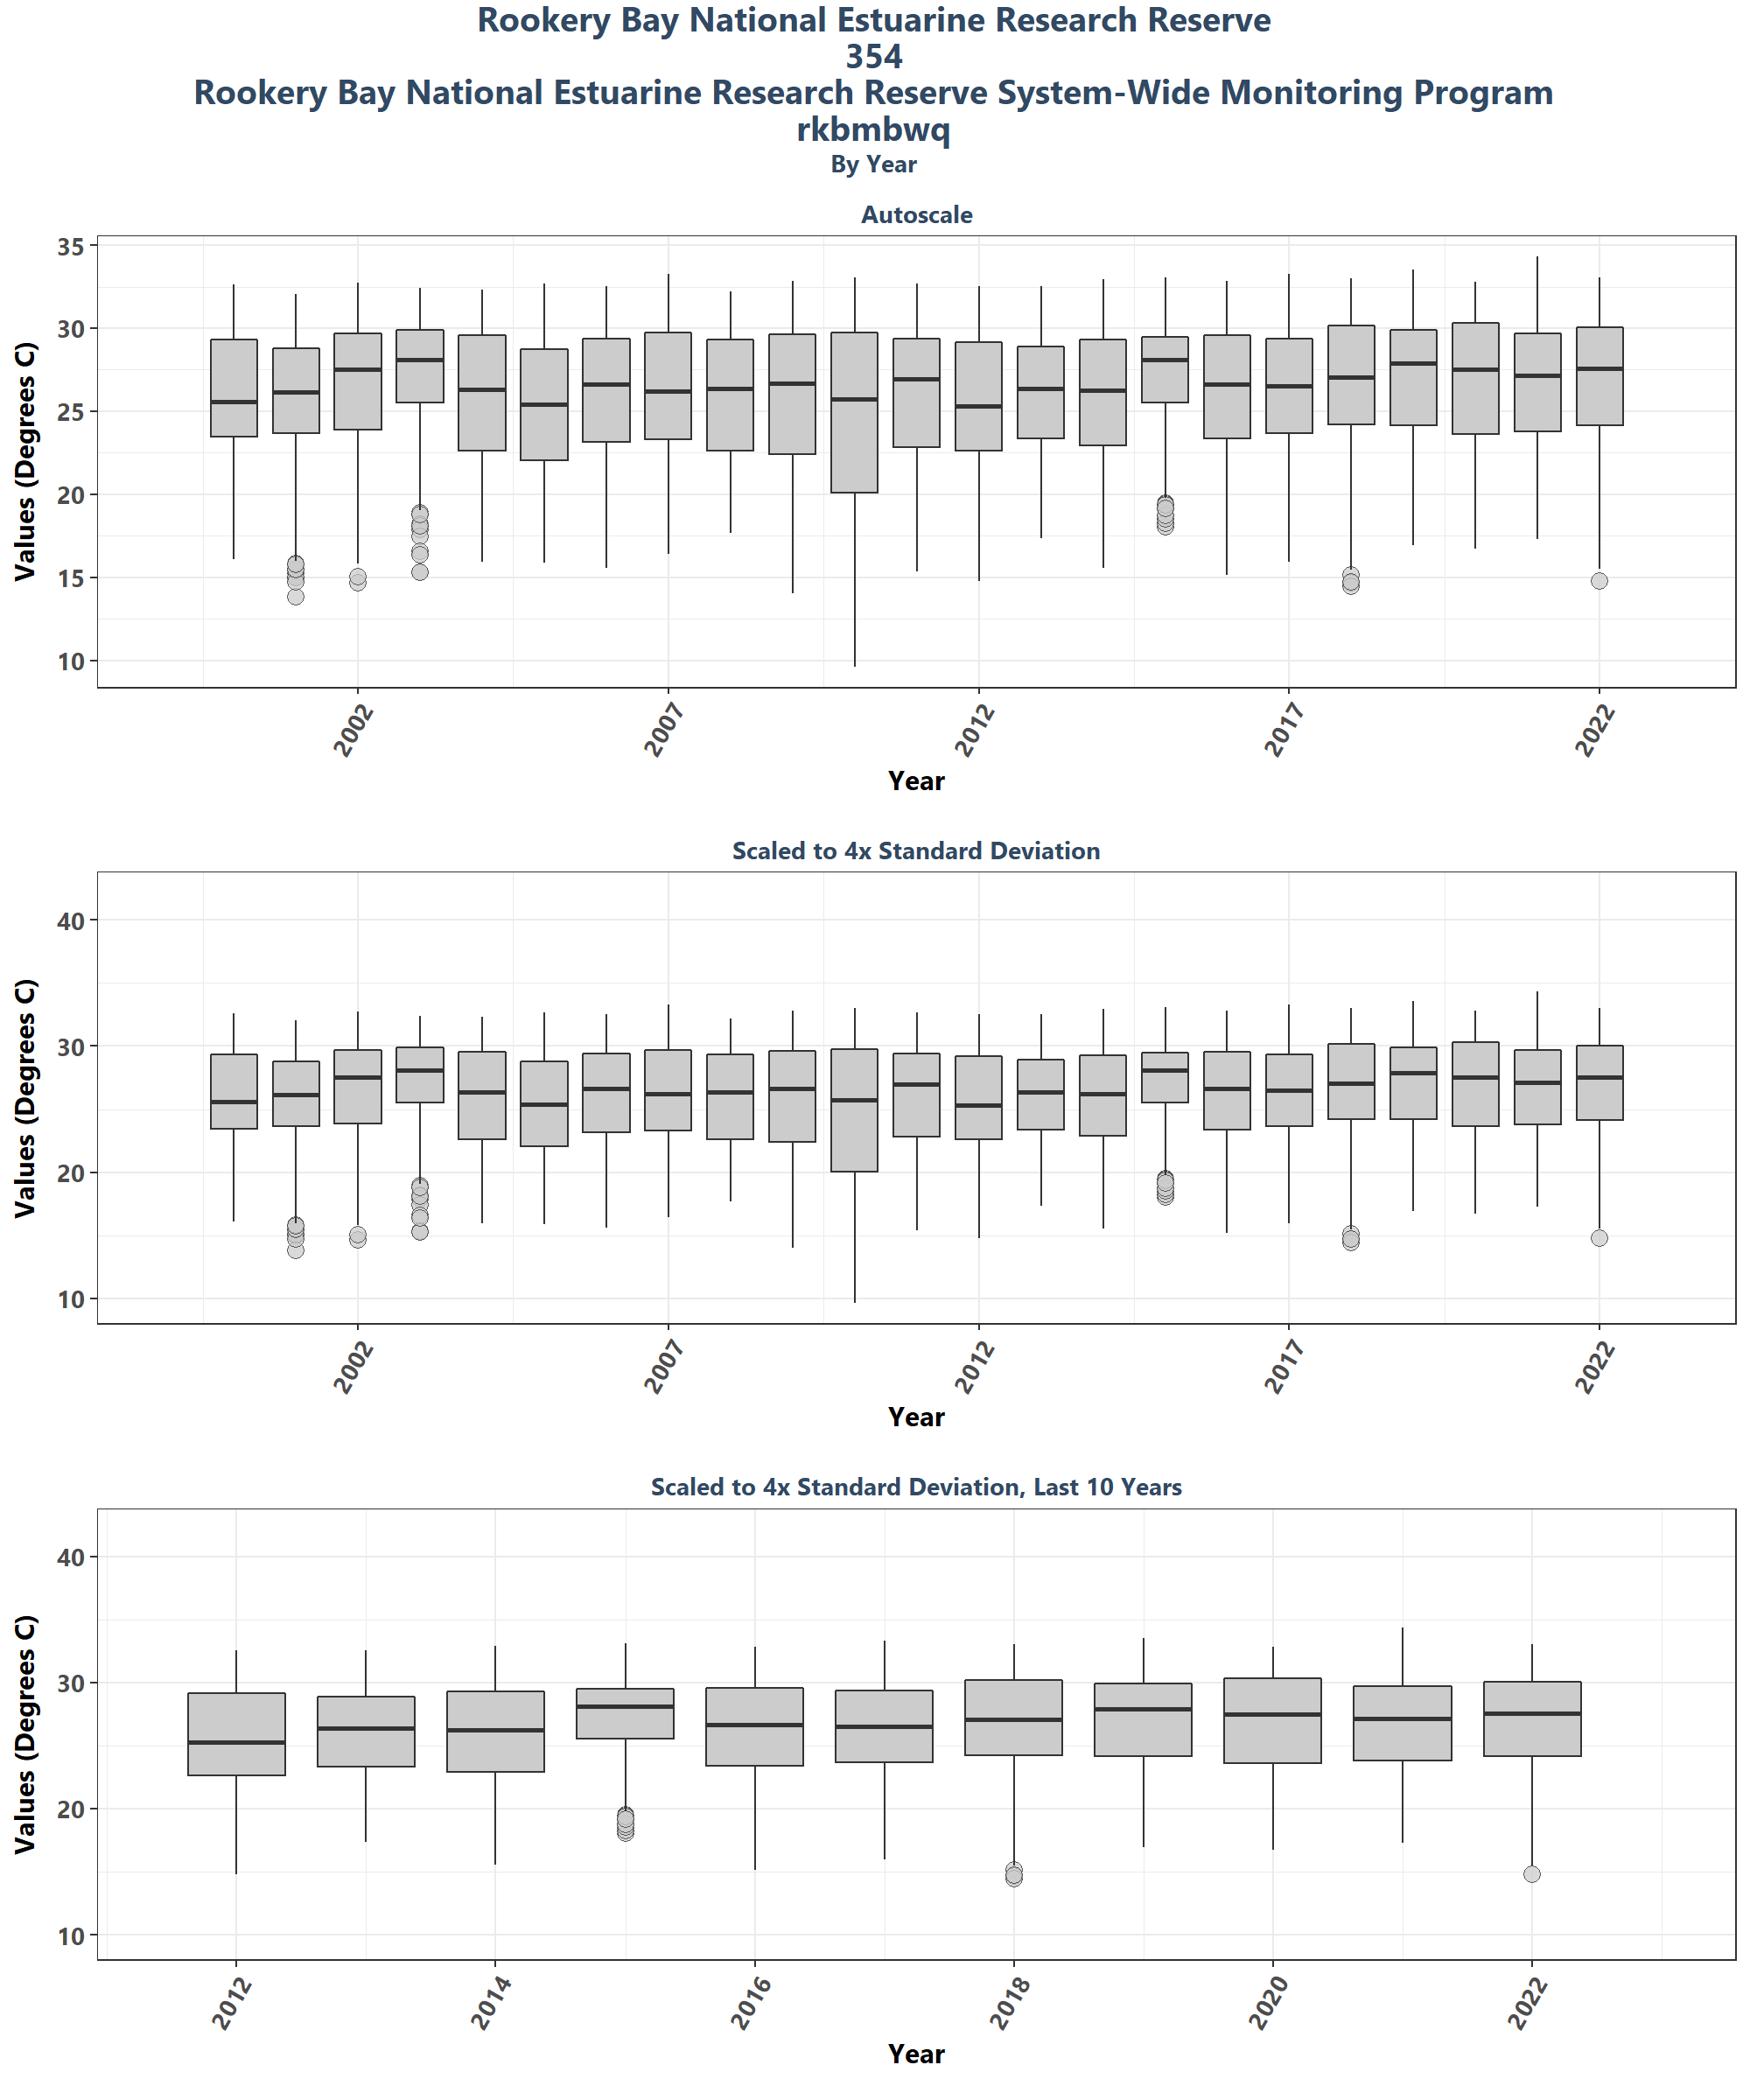 Rookery Bay National Estuarine Research Reserve
354
Rookery Bay National Estuarine Research Reserve System-Wide Monitoring Program
rkbmbwq
By Year
Autoscale
Values (Degrees C)
35
30
25
20
15
10
2002 2007 2012 2017 2022
Year
Scaled to 4x Standard Deviation
Values (Degrees C)
40
30
20
10
2002 2007 2012 2017 2022
Year
Scaled to 4x Standard Deviation, Last 10 Years
Values (Degrees C)
40
30
20
10
2012 2014 2016 2018 2020 2022
Year